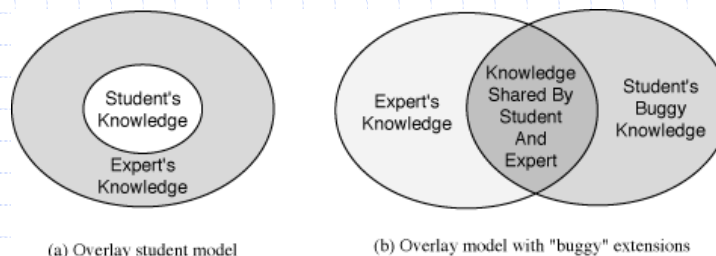 Student's
Knowledge
Expert's
Knowledge
(a) Overlay student model
Expert's
Knowledge
Knowledge
Shared By
Student
And
Expert
Student's
Buggy
Knowledge
(b) Overlay model with "buggy" extensions